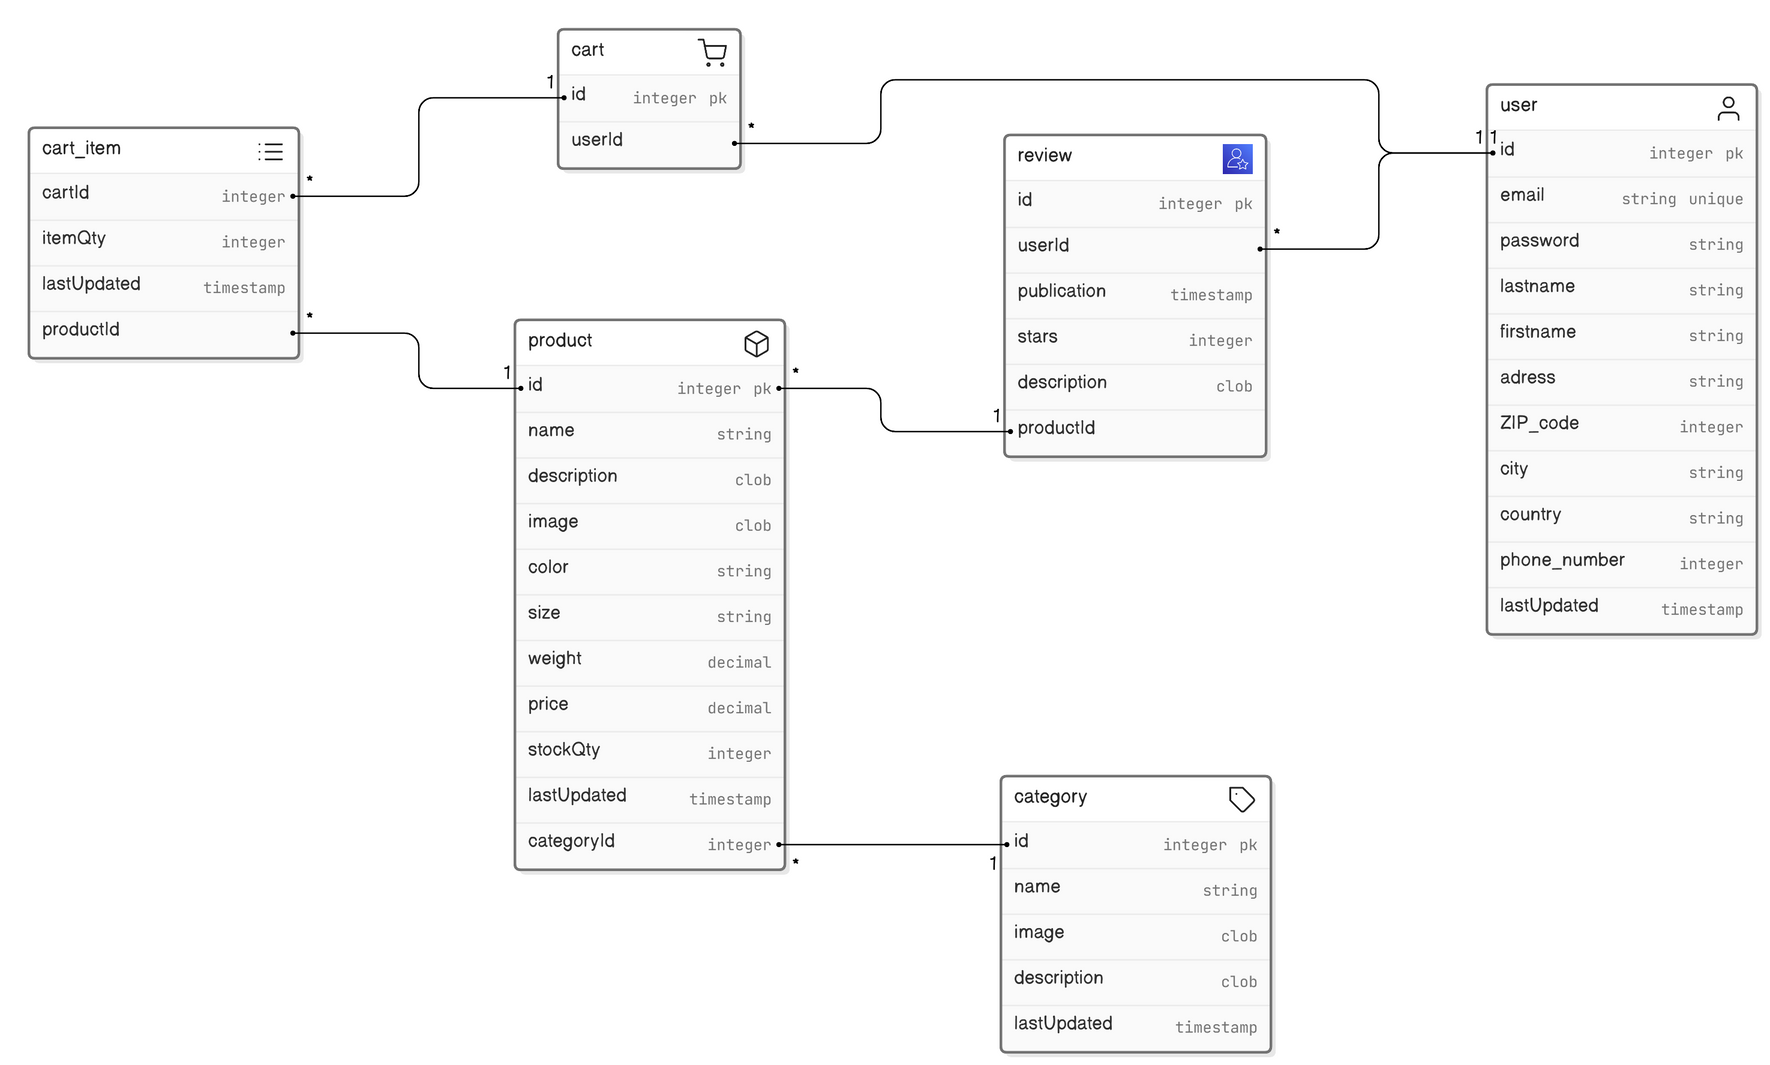 cart
1
id integer pk
*
userId
user
1 1
id integer pk
email string unique
password string
lastname string
firstname string
adress string
ZIP_code integer
city string
country string
phone_number integer
lastUpdated timestamp
cart_item
*
cartId integer
itemQty integer
lastUpdated timestamp
*
productId
review
id integer pk
*
userId
publication timestamp
stars integer
description clob
1
productId
product
1
*
id integer pk
name string
description clob
image clob
color string
size string
weight decimal
price decimal
stockQty integer
lastUpdated timestamp
categoryId integer
*
category
id integer pk
1
name string
image clob
description clob
lastUpdated timestamp